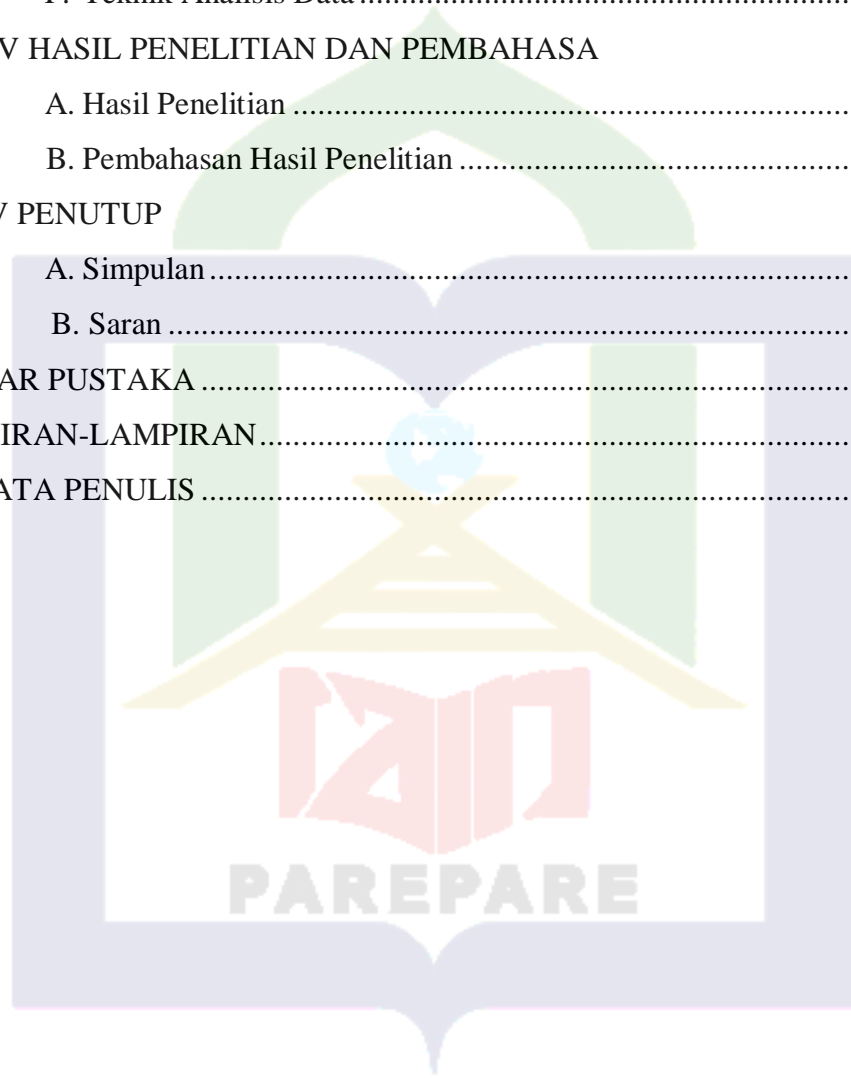 Teknik Analisis Data ................................................................
V HASIL PENELITIAN DAN PEMBAHASA
A. Hasil Penelitian ................................................................
B. Pembahasan Hasil Penelitian ................................................
V PENUTUP
A. Simpulan ................................................................
B. Saran ................................................................
AR PUSTAKA ................................................................
IRAN-LAMPIRAN ................................................................
ATA PENULIS ................................................................
iain
PAREPARE